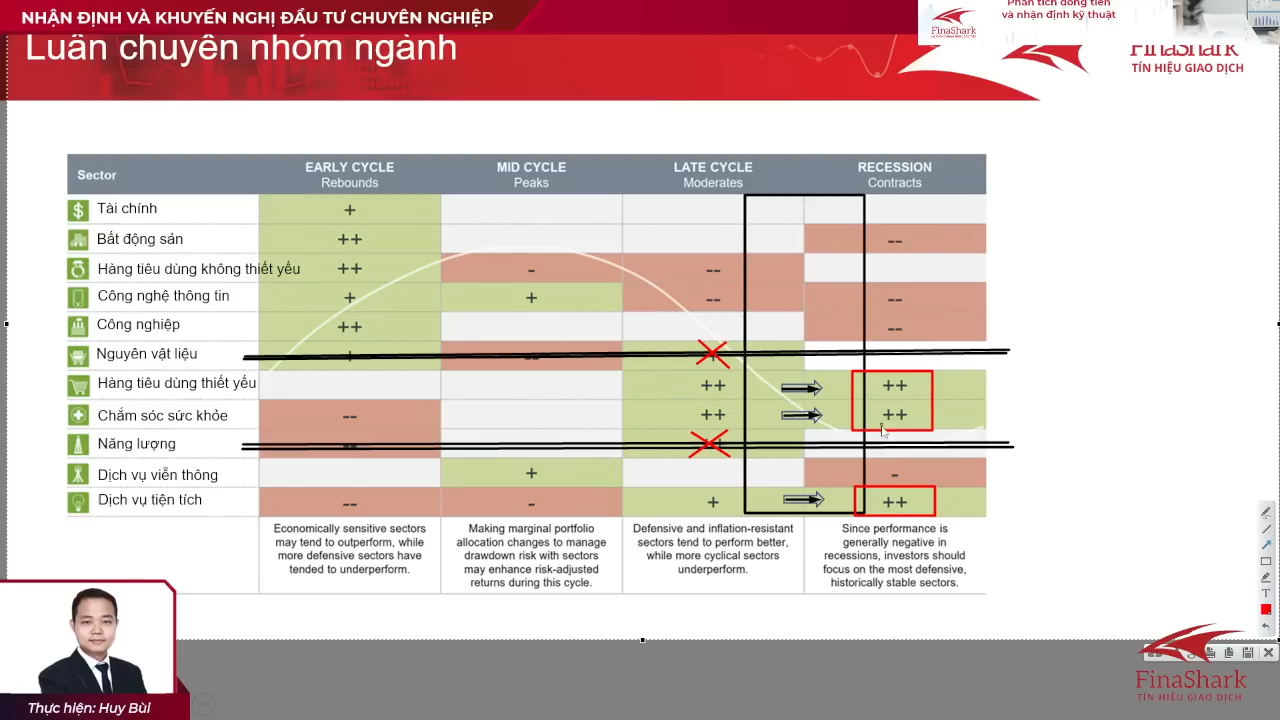 NHẬN ĐỊNH VÀ KHUYẾN NGHỊ ĐẦU TƯ CHUYÊN NGHIỆP
Phân tích dòng tiền
và nhận định kỹ thuật
FinaShark
Luân chuyển nhóm ngành
FinaShark
TÍN HIỆU GIAO DỊCH
Sector
EARLY CYCLE
Rebounds
MID CYCLE
Peaks
LATE CYCLE
Moderates
RECESSION
Contracts
Tài chính +
Bất động sản ++ --
Hàng tiêu dùng không thiết yếu ++ - --
Công nghệ thông tin + + -- --
Công nghiệp ++ --
Nguyên vật liệu
Hàng tiêu dùng thiết yếu ++ ++
Chắm sóc sức khỏe -- ++ ++
Năng lượng
Dịch vụ viễn thông + -
Dịch vụ tiện tích -- - + ++
Economically sensitive sectors
may tend to outperform, while
more defensive sectors have
tended to underperform.
Making marginal portfolio
allocation changes to manage
drawdown risk with sectors
may enhance risk-adjusted
returns during this cycle.
Defensive and inflation-resistant
sectors tend to perform better,
while more cyclical sectors
underperform.
Since performance is
generally negative in
recessions, investors should
focus on the most defensive,
historically stable sectors.
T
Thực hiện: Huy Bùi
FinaShark
TÍN HIỆU GIAO DỊCH